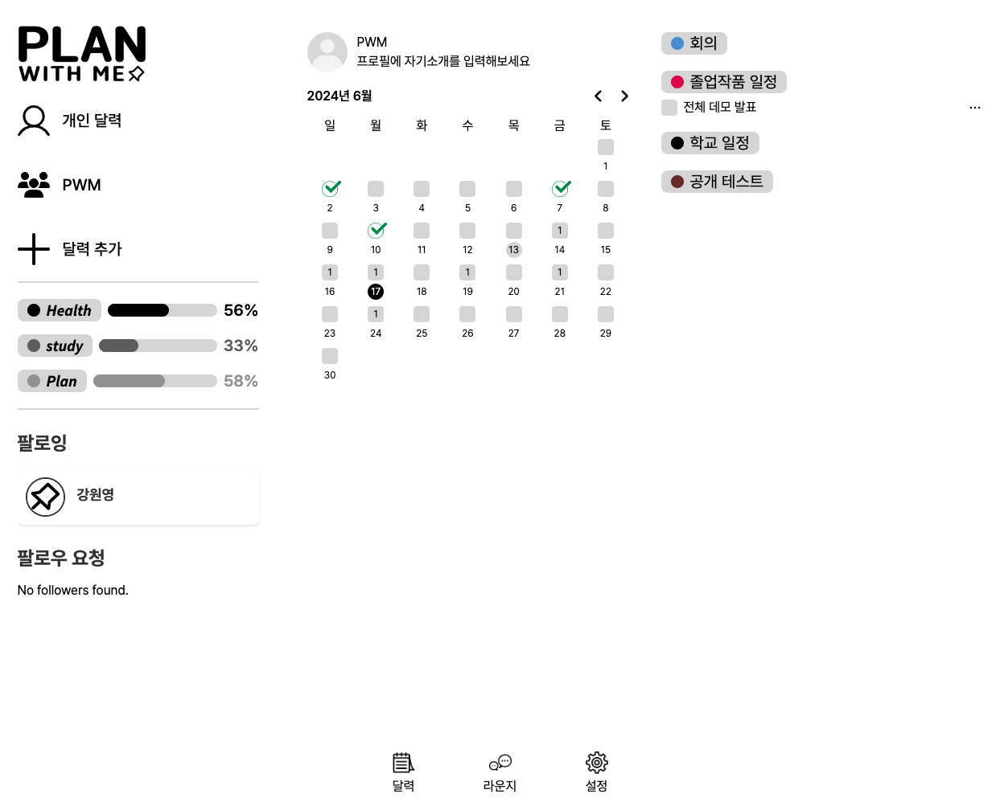 PLAN
WITH ME
개인 달력
PWM
달력 추가
Health 56%
study 33%
Plan 58%
팔로잉
강원영
팔로우 요청
No followers found.
PWM
프로필에 자기소개를 입력해보세요
2024년 6월
일 월 화 수 목 금 토
1
2 3 4 5 6 7 8
1
9 10 11 12 13 14 15
1 1 1 1
16 17 18 19 20 21 22
1
23 24 25 26 27 28 29
30
회의
졸업작품 일정
전체 데모 발표
...
학교 일정
공개 테스트
달력 라운지 설정